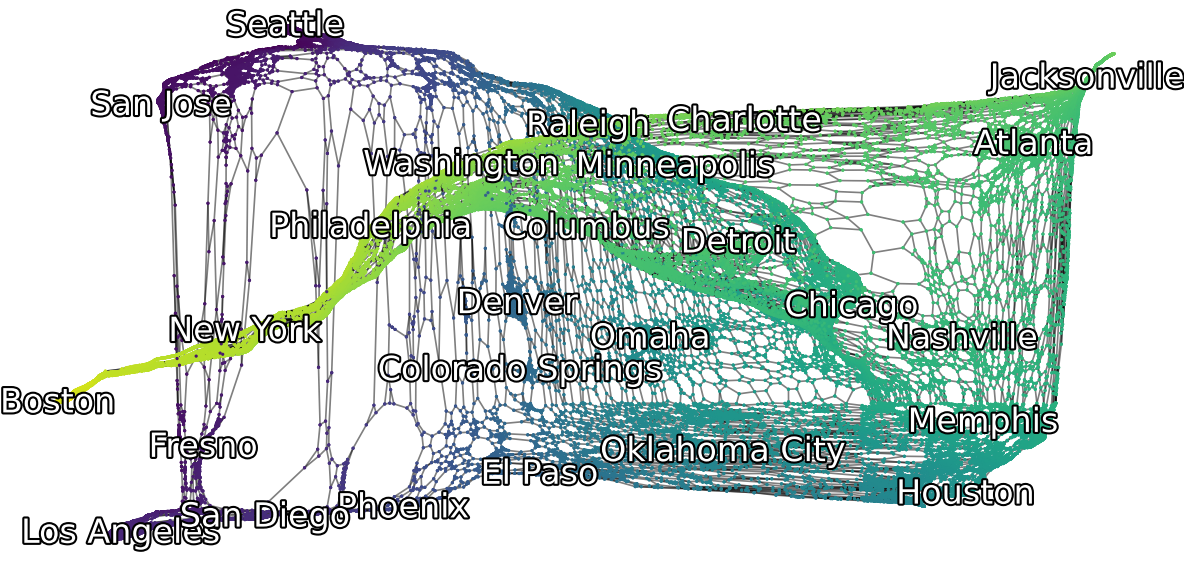 Seattle
San Jose
Jacksonville
Raleigh
Charlotte
Atlanta
Washington
Minneapolis
Philadelphia
Columbus
Detroit
Denver
Chicago
New York
Omaha
Nashville
Colorado Springs
Boston
Memphis
Fresno
Oklahoma City
El Paso
Houston
Phoenix
San Diego
Los Angeles